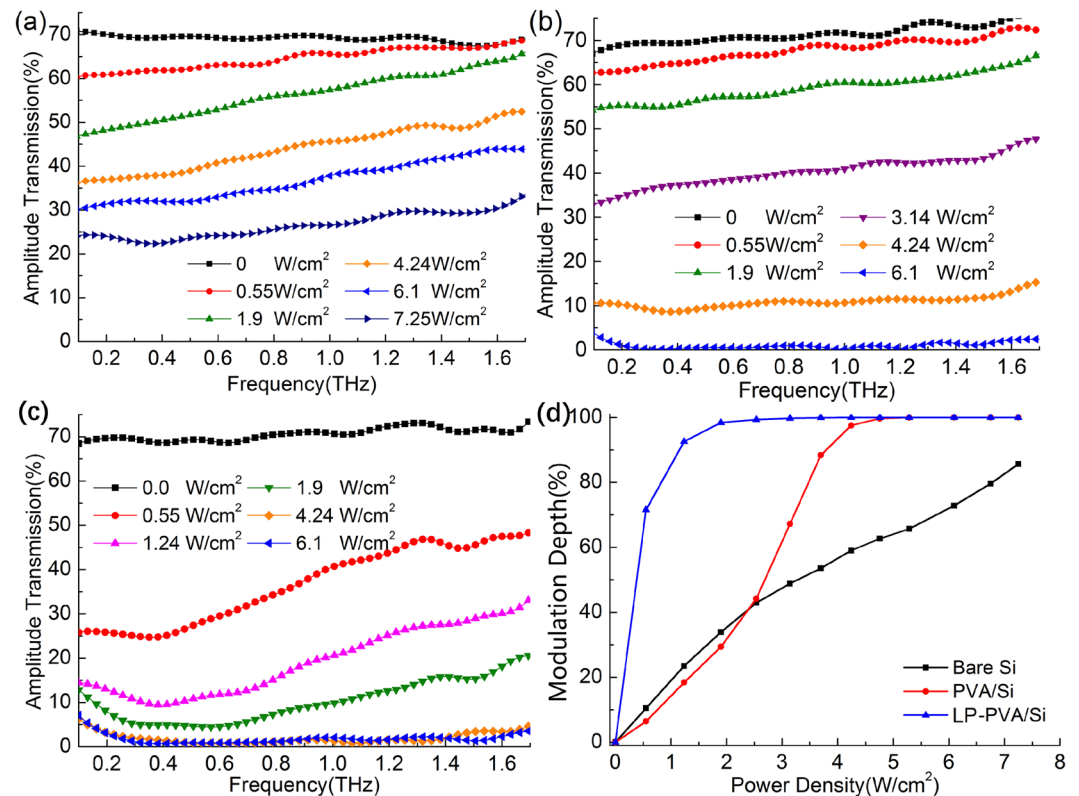 (a)
Amplitude Transmission(%)
70
60
50
40
30
20
10
0
0 W/cm²
0.55W/cm²
1.9 W/cm²
4.24W/cm²
6.1 W/cm²
7.25W/cm²
0.2 0.4 0.6 0.8 1.0 1.2 1.4 1.6
Frequency(THz)
(b)
Amplitude Transmission(%)
75
70
65
60
55
50
45
40
35
30
25
20
15
10
5
0
0 W/cm²
0.55W/cm²
1.9 W/cm²
3.14 W/cm²
4.24 W/cm²
6.1 W/cm²
0.2 0.4 0.6 0.8 1.0 1.2 1.4 1.6
Frequency(THz)
(c)
Amplitude Transmission(%)
70
60
50
40
30
20
10
0
0.0 W/cm²
0.55 W/cm²
1.24 W/cm²
1.9 W/cm²
4.24 W/cm²
6.1 W/cm²
0.2 0.4 0.6 0.8 1.0 1.2 1.4 1.6
Frequency(THz)
(d)
Modulation Depth(%)
100
80
60
40
20
0
Bare Si
PVA/Si
LP-PVA/Si
0 1 2 3 4 5 6 7 8
Power Density(W/cm²)